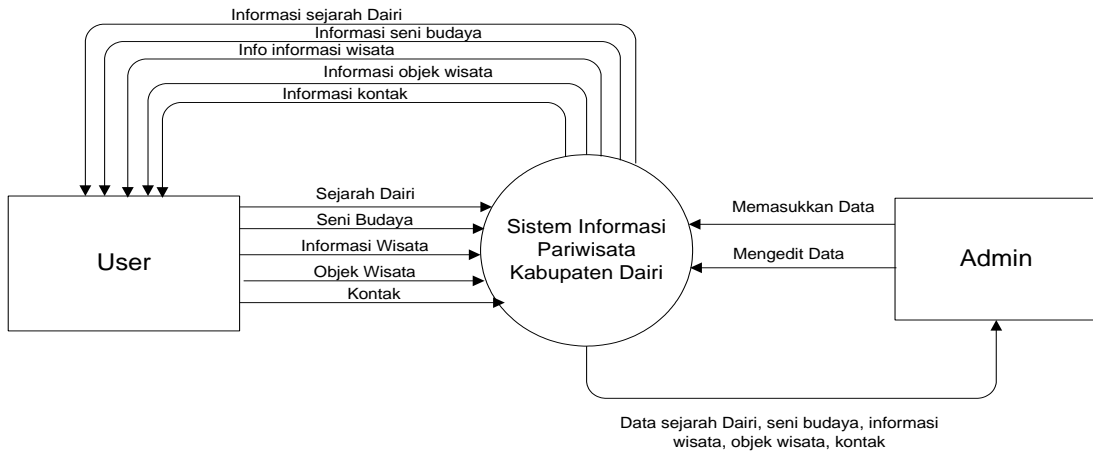 Informasi sejarah Dairi
Informasi seni budaya
Info informasi wisata
Informasi objek wisata
Informasi kontak
User
Sejarah Dairi
Seni Budaya
Informasi Wisata
Objek Wisata
Kontak
Sistem Informasi
Pariwisata
Kabupaten Dairi
Memasukkan Data
Mengedit Data
Admin
Data sejarah Dairi, seni budaya, informasi
wisata, objek wisata, kontak